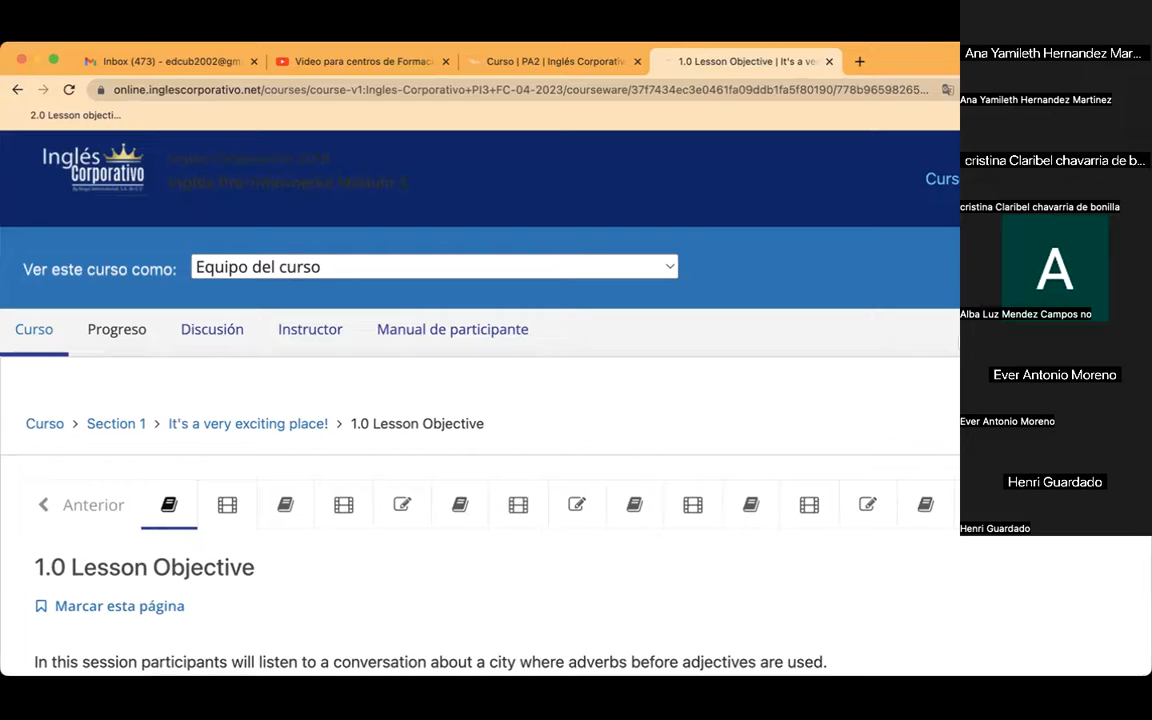 Inbox (473) - edcub2002@gm
Video para centros de Formac
Curso | PA2 | Inglés Corporativ
1.0 Lesson Objective | It's a ve
online.inglescorporativo.net/courses/course-v1:Ingles-Corporativo+PI3+FC-04-2023/courseware/37f7434ec3e0461fa09ddb1fa5f80190/778b96598265...
2.0 Lesson objecti...
Inglés
Corporativo
Curs
Ver este curso como:
Equipo del curso
Curso
Progreso
Discusión
Instructor
Manual de participante
Curso > Section 1 > It's a very exciting place! > 1.0 Lesson Objective
Anterior
1.0 Lesson Objective
Marcar esta página
In this session participants will listen to a conversation about a city where adverbs before adjectives are used.
Ana Yamileth Hernandez Mar...
Ana Yamileth Hernandez Martinez
cristina Claribel chavarria de b...
cristina Claribel chavarria de bonilla
A
Alba Luz Mendez Campos no
Ever Antonio Moreno
Ever Antonio Moreno
Henri Guardado
Henri Guardado